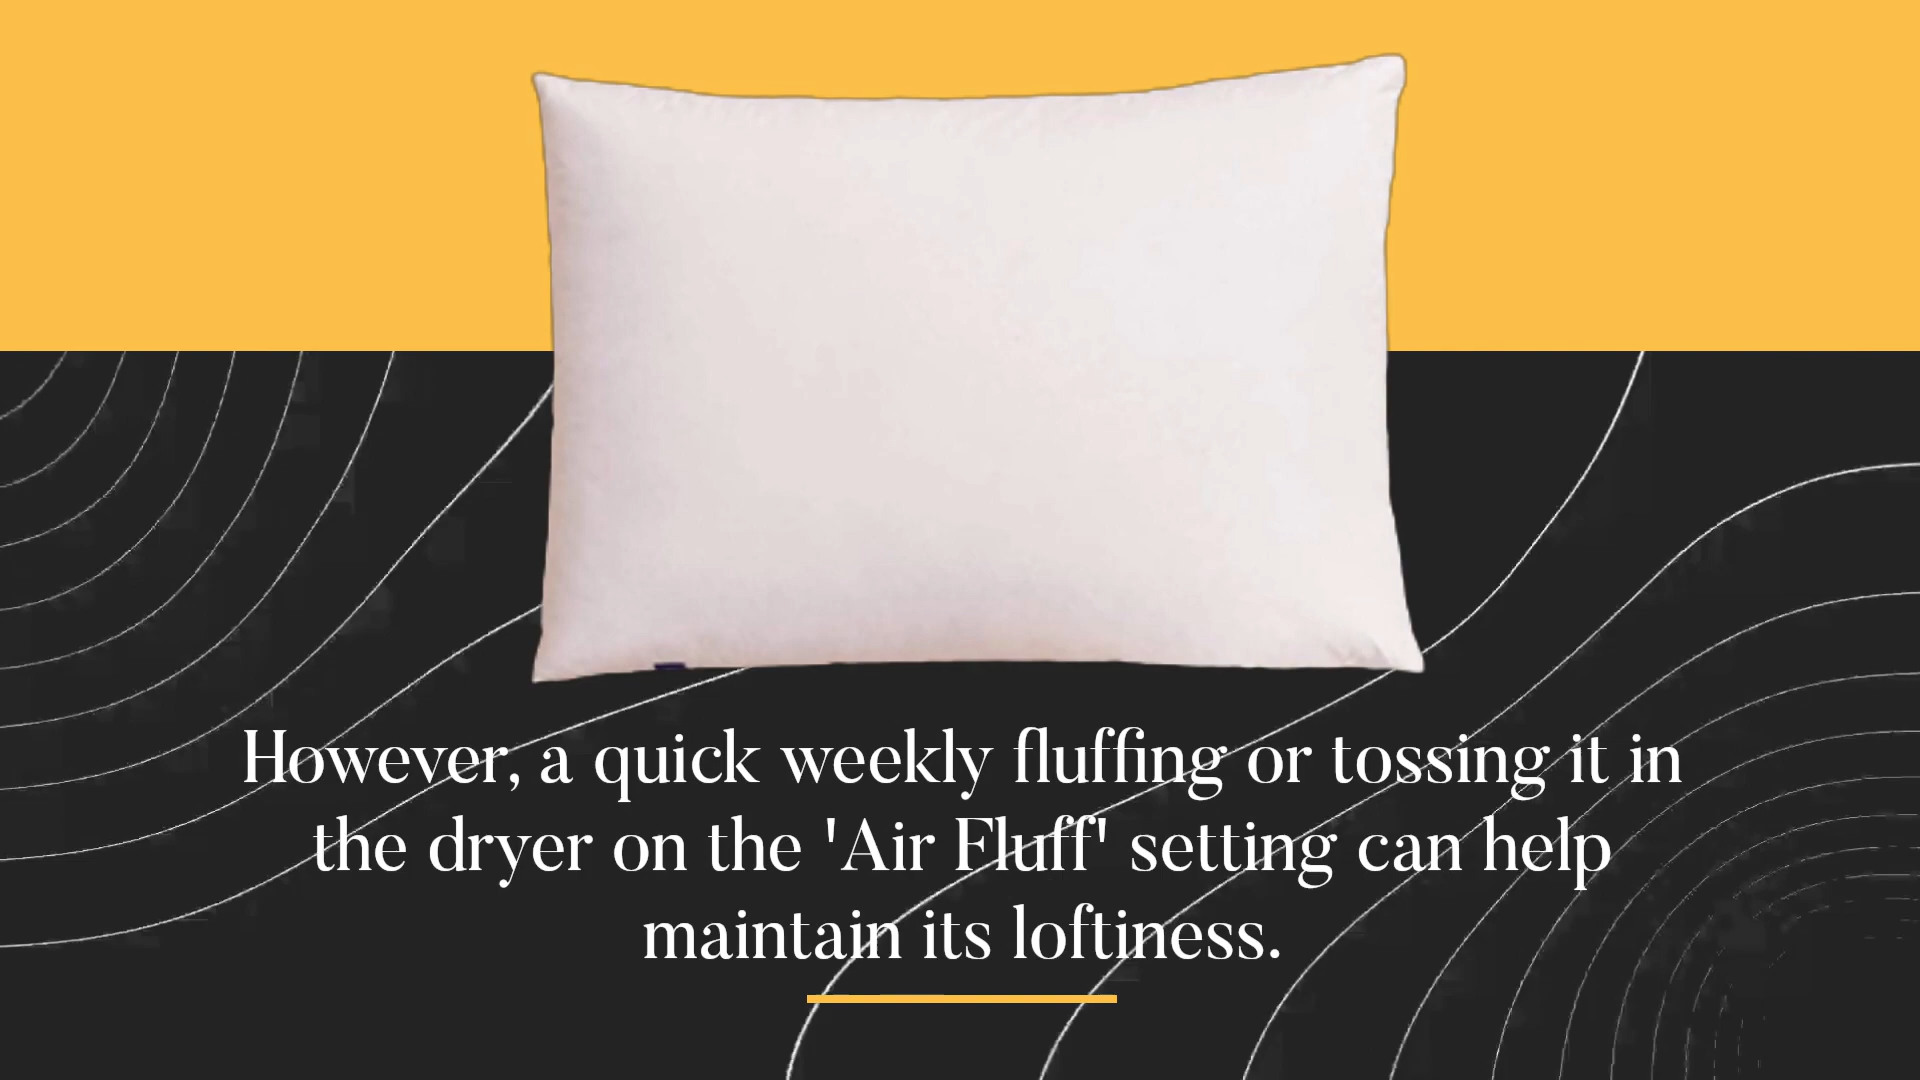 However, a quick weekly fluffing or tossing it in
the dryer on the 'Air Fluff' setting can help
maintain its loftiness.